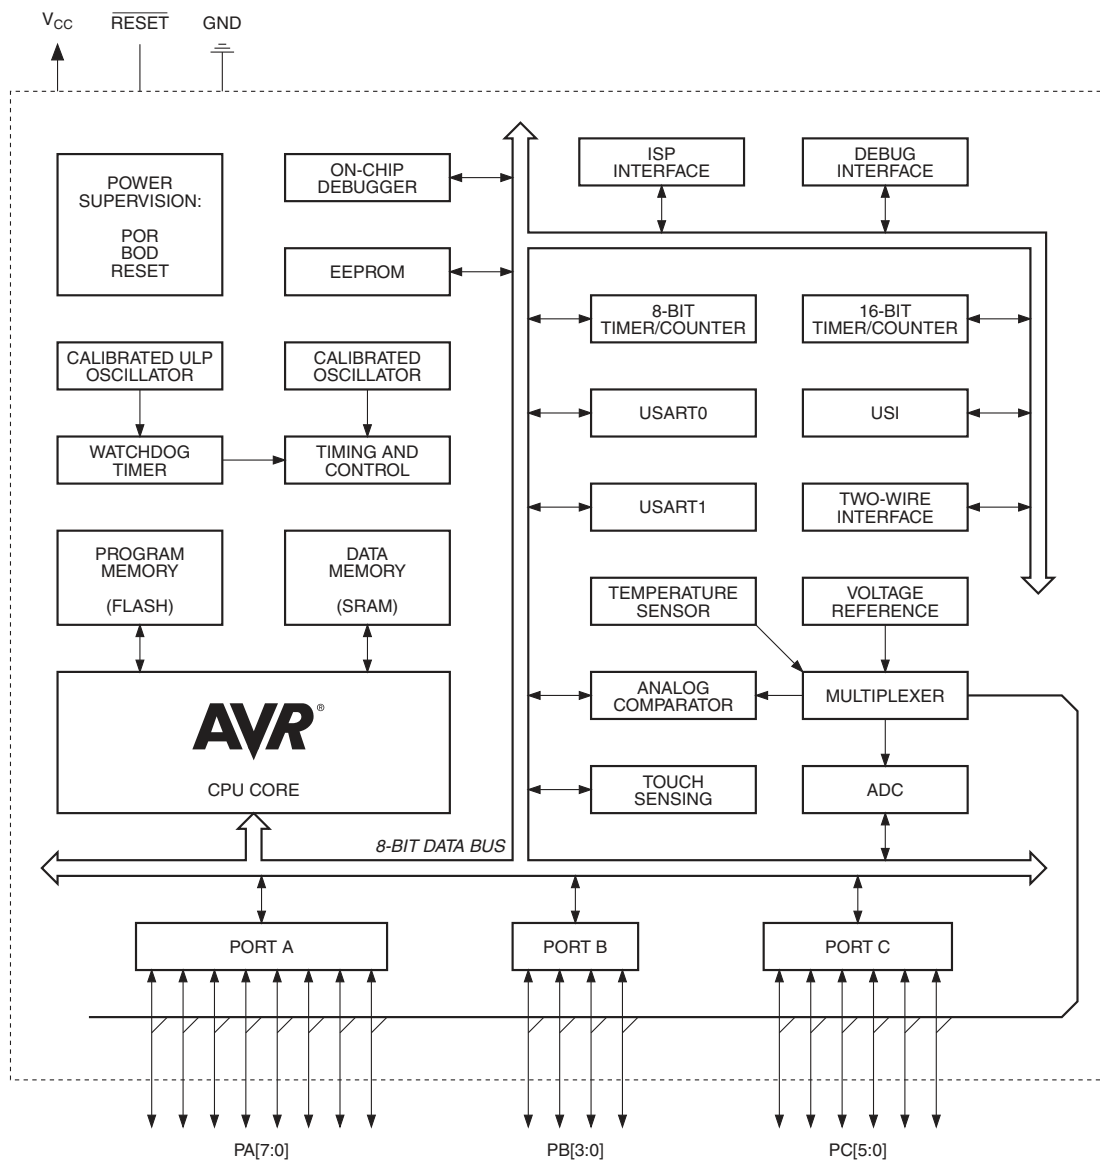 VCC
RESET
GND
POWER
SUPERVISION:
POR
BOD
RESET
ON-CHIP
DEBUGGER
ISP
INTERFACE
DEBUG
INTERFACE
EEPROM
8-BIT
TIMER/COUNTER
16-BIT
TIMER/COUNTER
CALIBRATED ULP
OSCILLATOR
CALIBRATED
OSCILLATOR
USART0
USI
WATCHDOG
TIMER
TIMING AND
CONTROL
USART1
TWO-WIRE
INTERFACE
PROGRAM
MEMORY
(FLASH)
DATA
MEMORY
(SRAM)
TEMPERATURE
SENSOR
VOLTAGE
REFERENCE
AVR®
CPU CORE
ANALOG
COMPARATOR
MULTIPLEXER
TOUCH
SENSING
ADC
8-BIT DATA BUS
PORT A
PORT B
PORT C
PA[7:0]
PB[3:0]
PC[5:0]